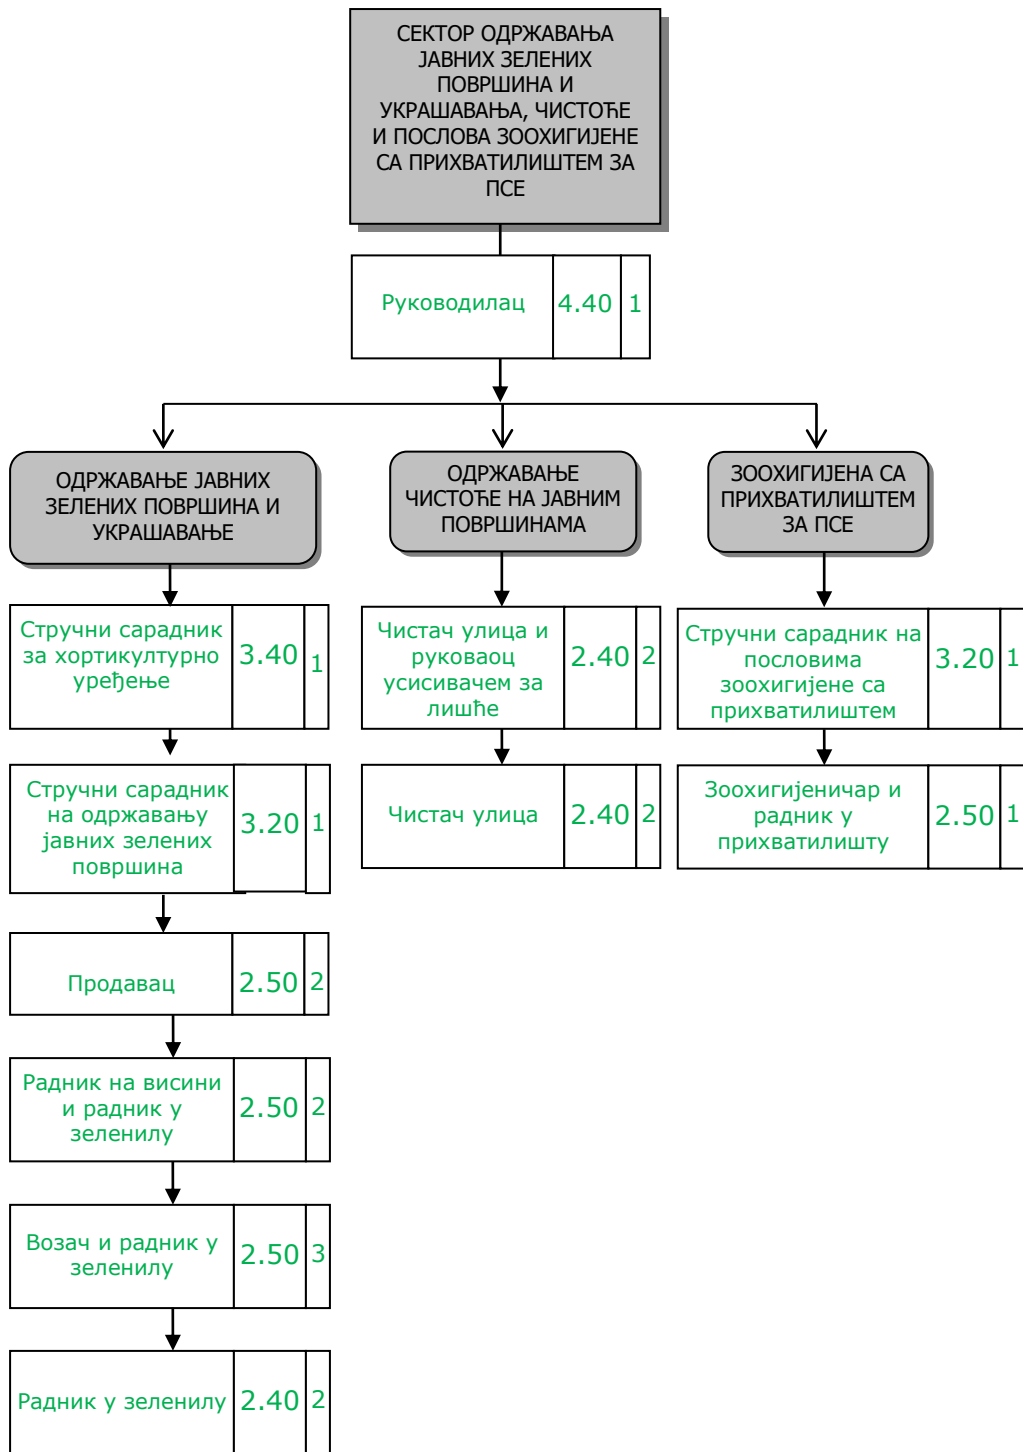 СЕКТОР ОДРЖАВАЊА
ЈАВНИХ ЗЕЛЕНИХ
ПОВРШИНА И
УКРАШАВАЊА, ЧИСТОЋЕ
И ПОСЛОВА ЗООХИГИЈЕНЕ
СА ПРИХВАТИЛИШТЕМ ЗА
ПСЕ
Руководилац 4.40 1
ОДРЖАВАЊЕ ЈАВНИХ
ЗЕЛЕНИХ ПОВРШИНА И
УКРАШАВАЊЕ
Стручни сарадник
за хортикултурно
уређење
3.40 1
Стручни сарадник
на одржавању
јавних зелених
површина
3.20 1
Продавац 2.50 2
Радник на висини
и радник у
зеленилу
2.50 2
Возач и радник у
зеленилу
2.50 3
Радник у зеленилу 2.40 2
ОДРЖАВАЊЕ
ЧИСТОЋЕ НА ЈАВНИМ
ПОВРШИНАМА
Чистач улица и
руковаоц
усисивачем за
лишће
2.40 2
Чистач улица 2.40 2
ЗООХИГИЈЕНА СА
ПРИХВАТИЛИШТЕМ
ЗА ПСЕ
Стручни сарадник на
пословима
зоохигијене са
прихватилиштем
3.20 1
Зоохигијеничар и
радник у
прихватилишту
2.50 1